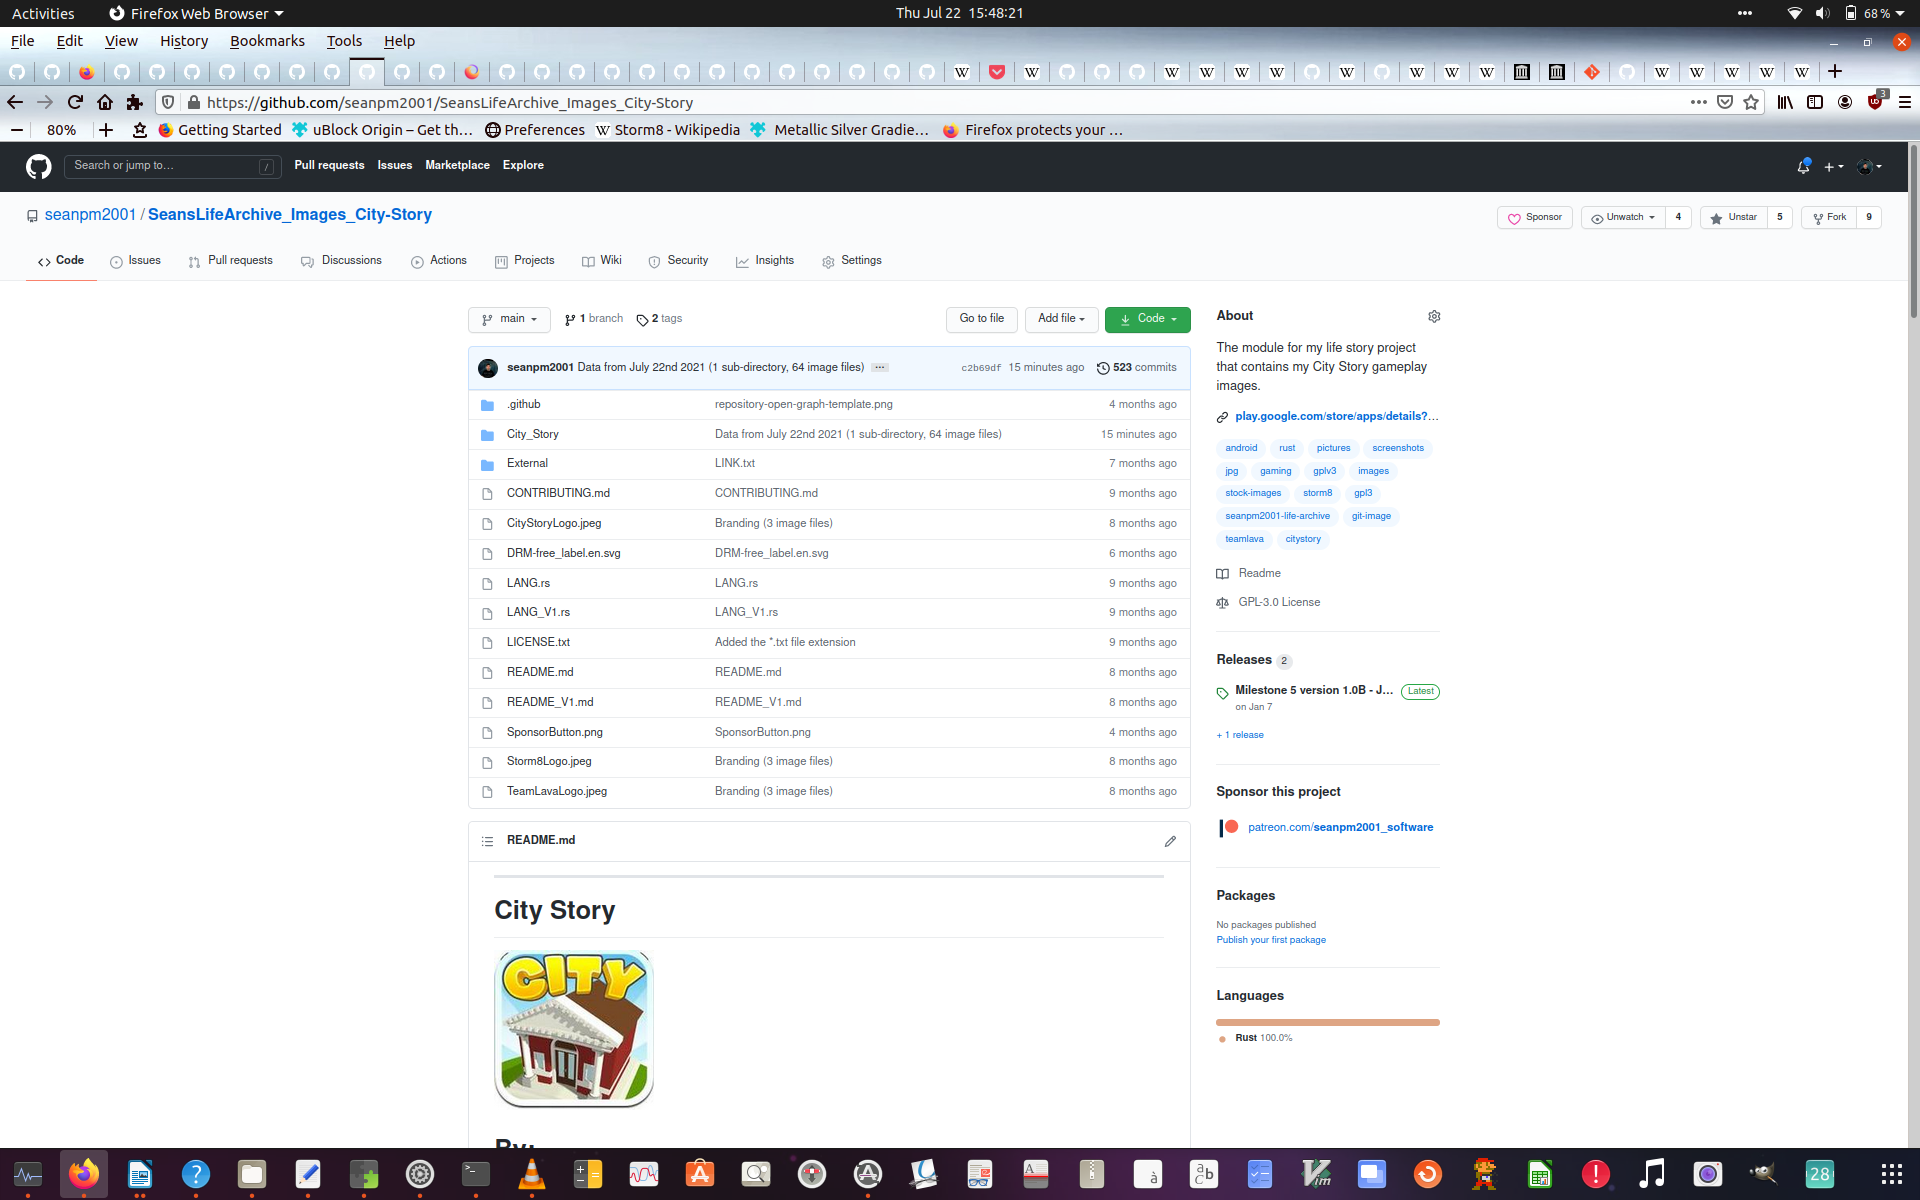 Activities Firefox Web Browser Thu Jul 22 15:48:21 68 %
File Edit View History Bookmarks Tools Help
https://github.com/seanpm2001/SeansLifeArchive_Images_City-Story 3
80% Getting Started uBlock Origin – Get th… Preferences Storm8 - Wikipedia Metallic Silver Gradie… Firefox protects your …
Search or jump to… / Pull requests Issues Marketplace Explore
seanpm2001 / SeansLifeArchive_Images_City-Story Sponsor Unwatch 4 Unstar 5 Fork 9
Code Issues Pull requests Discussions Actions Projects Wiki Security Insights Settings
main 1 branch 2 tags Go to file Add file Code
seanpm2001 Data from July 22nd 2021 (1 sub-directory, 64 image files) ... c2b69df 15 minutes ago 523 commits
.github repository-open-graph-template.png 4 months ago
City_Story Data from July 22nd 2021 (1 sub-directory, 64 image files) 15 minutes ago
External LINK.txt 7 months ago
CONTRIBUTING.md CONTRIBUTING.md 9 months ago
CityStoryLogo.jpeg Branding (3 image files) 8 months ago
DRM-free_label.en.svg DRM-free_label.en.svg 6 months ago
LANG.rs LANG.rs 9 months ago
LANG_V1.rs LANG_V1.rs 9 months ago
LICENSE.txt Added the *.txt file extension 9 months ago
README.md README.md 8 months ago
README_V1.md README_V1.md 8 months ago
SponsorButton.png SponsorButton.png 4 months ago
Storm8Logo.jpeg Branding (3 image files) 8 months ago
TeamLavaLogo.jpeg Branding (3 image files) 8 months ago
README.md
City Story
CITY
By:
About
The module for my life story project
that contains my City Story gameplay
images.
play.google.com/store/apps/details?…
android rust pictures screenshots
jpg gaming gplv3 images
stock-images storm8 gpl3
seanpm2001-life-archive git-image
teamlava citystory
Readme
GPL-3.0 License
Releases 2
Milestone 5 version 1.0B - J… Latest
on Jan 7
+ 1 release
Sponsor this project
patreon.com/seanpm2001_software
Packages
No packages published
Publish your first package
Languages
Rust 100.0%
28